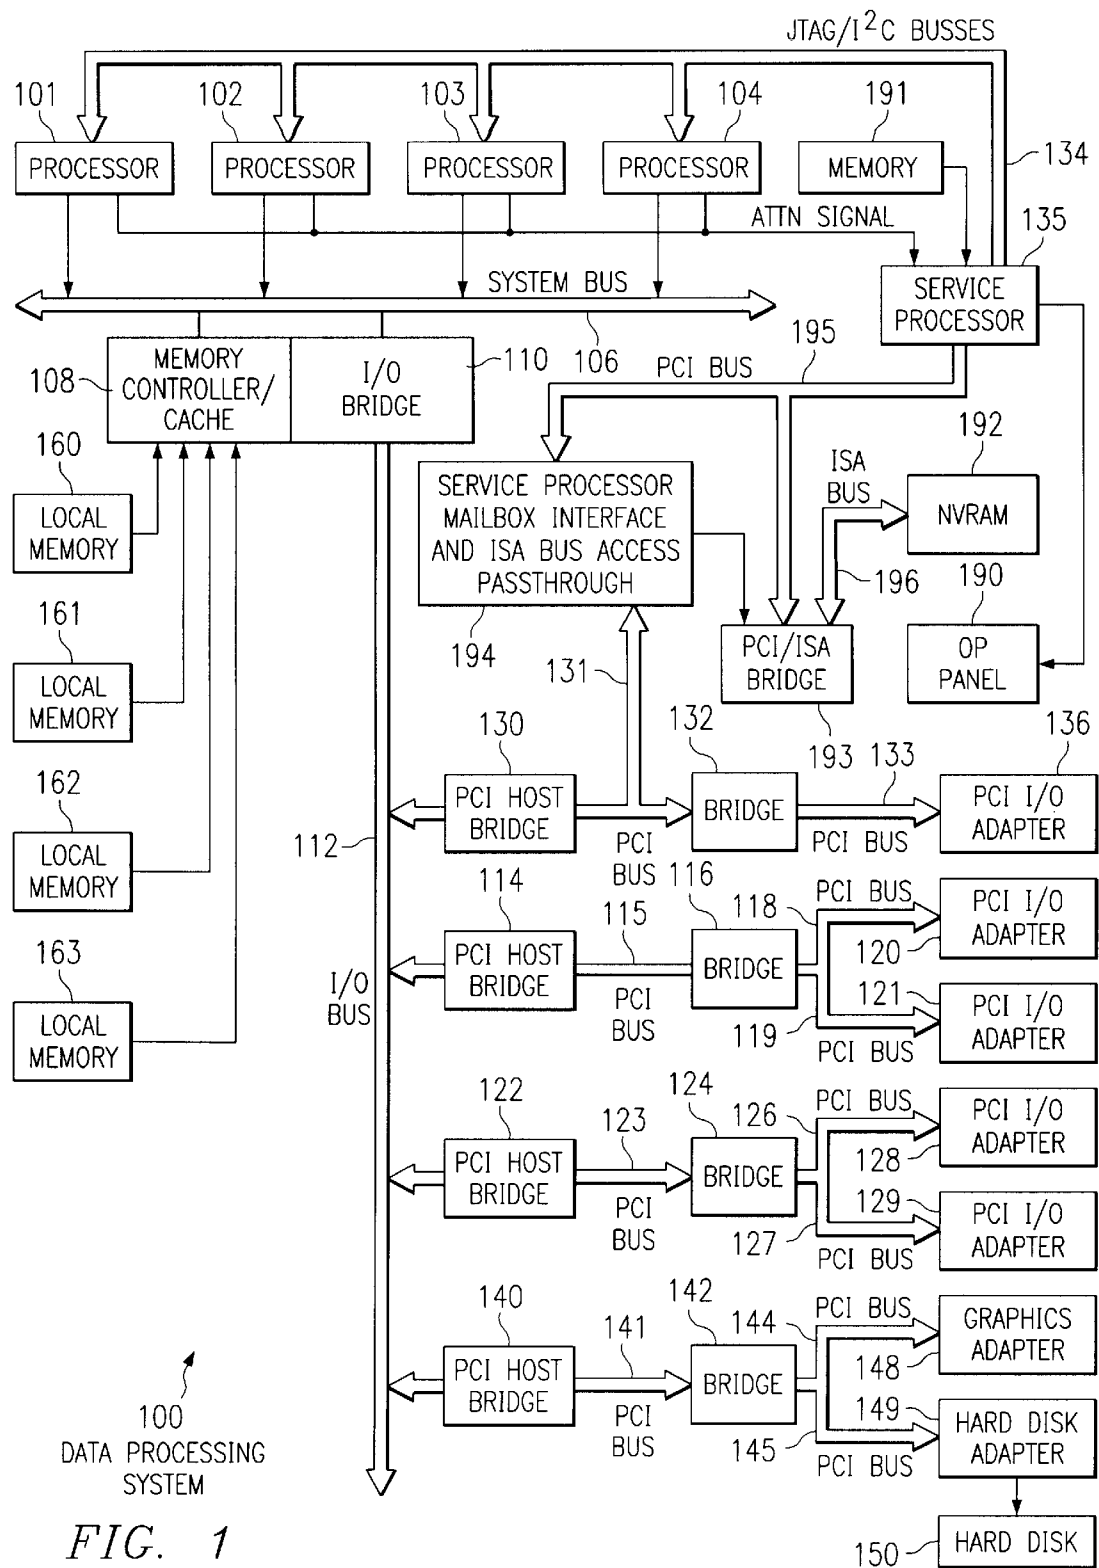 JTAG/I²C BUSSES
101
102
103
104
191
PROCESSOR
PROCESSOR
PROCESSOR
PROCESSOR
MEMORY
134
ATTN SIGNAL
135
SYSTEM BUS
SERVICE
PROCESSOR
195
108
MEMORY
CONTROLLER/
CACHE
I/O
BRIDGE
110
106
PCI BUS
192
160
LOCAL
MEMORY
SERVICE PROCESSOR
MAILBOX INTERFACE
AND ISA BUS ACCESS
PASSTHROUGH
ISA
BUS
NVRAM
196
190
161
LOCAL
MEMORY
194
131
PCI/ISA
BRIDGE
193
OP
PANEL
130
132
133
136
PCI HOST
BRIDGE
BRIDGE
PCI I/O
ADAPTER
162
LOCAL
MEMORY
112
PCI
BUS
PCI BUS
114
115
116
118
PCI BUS
PCI I/O
ADAPTER
120
PCI HOST
BRIDGE
BRIDGE
163
LOCAL
MEMORY
I/O
BUS
PCI
BUS
119
121
PCI I/O
ADAPTER
PCI BUS
122
123
124
126
PCI BUS
PCI I/O
ADAPTER
128
PCI HOST
BRIDGE
BRIDGE
PCI
BUS
127
129
PCI I/O
ADAPTER
PCI BUS
140
141
142
144
PCI BUS
GRAPHICS
ADAPTER
148
PCI HOST
BRIDGE
BRIDGE
PCI
BUS
145
149
HARD DISK
ADAPTER
PCI BUS
100
DATA PROCESSING
SYSTEM
150
HARD DISK
FIG. 1